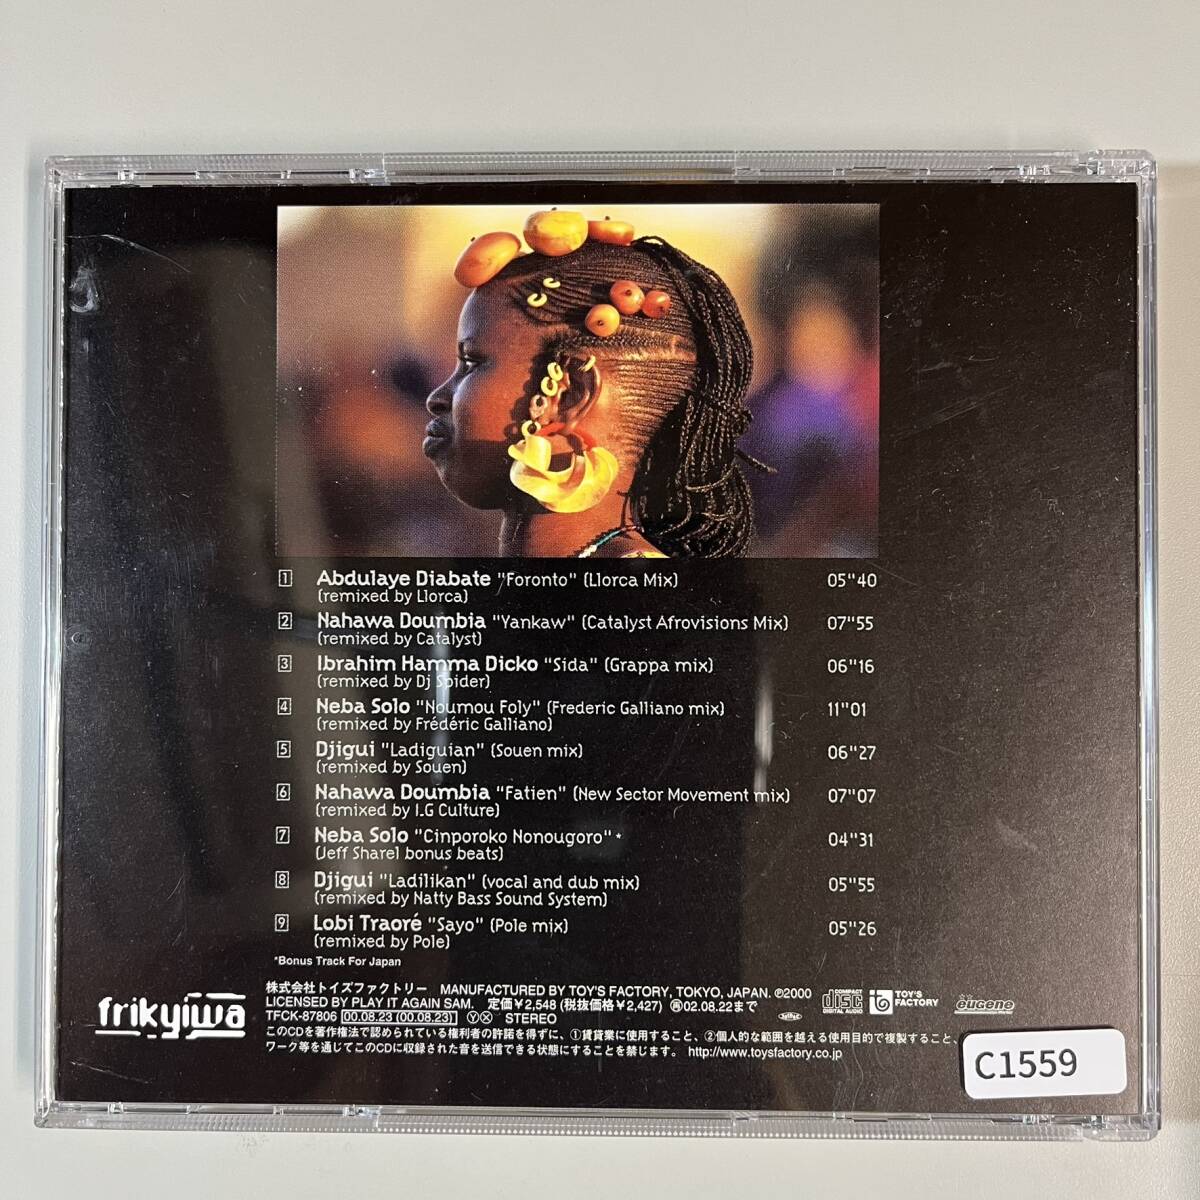 1 Abdulaye Diabate "Foronto" (Llorca Mix) 05"40
(remixed by Llorca)
2 Nahawa Doumbia "Yankaw" (Catalyst Afrovisions Mix) 07"55
(remixed by Catalyst)
3 Ibrahim Hamma Dicko "Sida" (Grappa mix) 06"16
(remixed by Dj Spider)
4 Neba Solo "Noumou Foly" (Frederic Galliano mix) 11"01
(remixed by Frédéric Galliano)
5 Djigui "Ladiguian" (Souen mix) 06"27
(remixed by Souen)
6 Nahawa Doumbia "Fatien" (New Sector Movement mix) 07"07
(remixed by I.G Culture)
7 Neba Solo "Cinporoko Nonougoro" * 04"31
(Jeff Sharel bonus beats)
8 Djigui "Ladilikan" (vocal and dub mix) 05"55
(remixed by Natty Bass Sound System)
9 Lobi Traoré "Sayo" (Pole mix) 05"26
(remixed by Pole)
*Bonus Track For Japan
frikyiwa
株式会社トイズファクトリー MANUFACTURED BY TOY'S FACTORY, TOKYO, JAPAN. ℗2000
LICENSED BY PLAY IT AGAIN SAM. 定価¥2,548 (税抜価格¥2,427) 再02.08.22まで
TFCK-87806 00.08.23 (00.08.23) Ⓨ Ⓧ STEREO
このCDを著作権法で認められている権利者の許諾を得ずに、①賃貸業に使用すること、②個人的な範囲を越える使用目的で複製すること、
ワーク等を通じてこのCDに収録された音を送信できる状態にすることを禁じます。 http://www.toysfactory.co.jp
COMPACT
disc
DIGITAL AUDIO
TOY'S
FACTORY
eugene
C1559